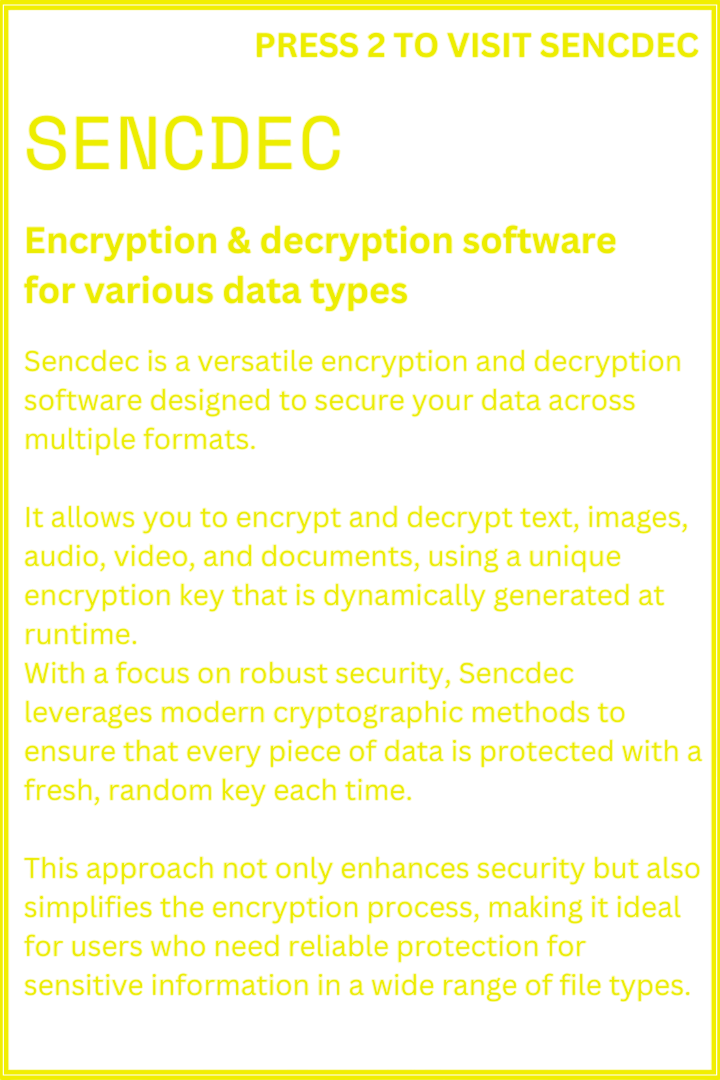 PRESS 2 TO VISIT SENCDEC
SENCDEC
Encryption & decryption software
for various data types
Sencdec is a versatile encryption and decryption
software designed to secure your data across
multiple formats.
It allows you to encrypt and decrypt text, images,
audio, video, and documents, using a unique
encryption key that is dynamically generated at
runtime.
With a focus on robust security, Sencdec
leverages modern cryptographic methods to
ensure that every piece of data is protected with a
fresh, random key each time.
This approach not only enhances security but also
simplifies the encryption process, making it ideal
for users who need reliable protection for
sensitive information in a wide range of file types.